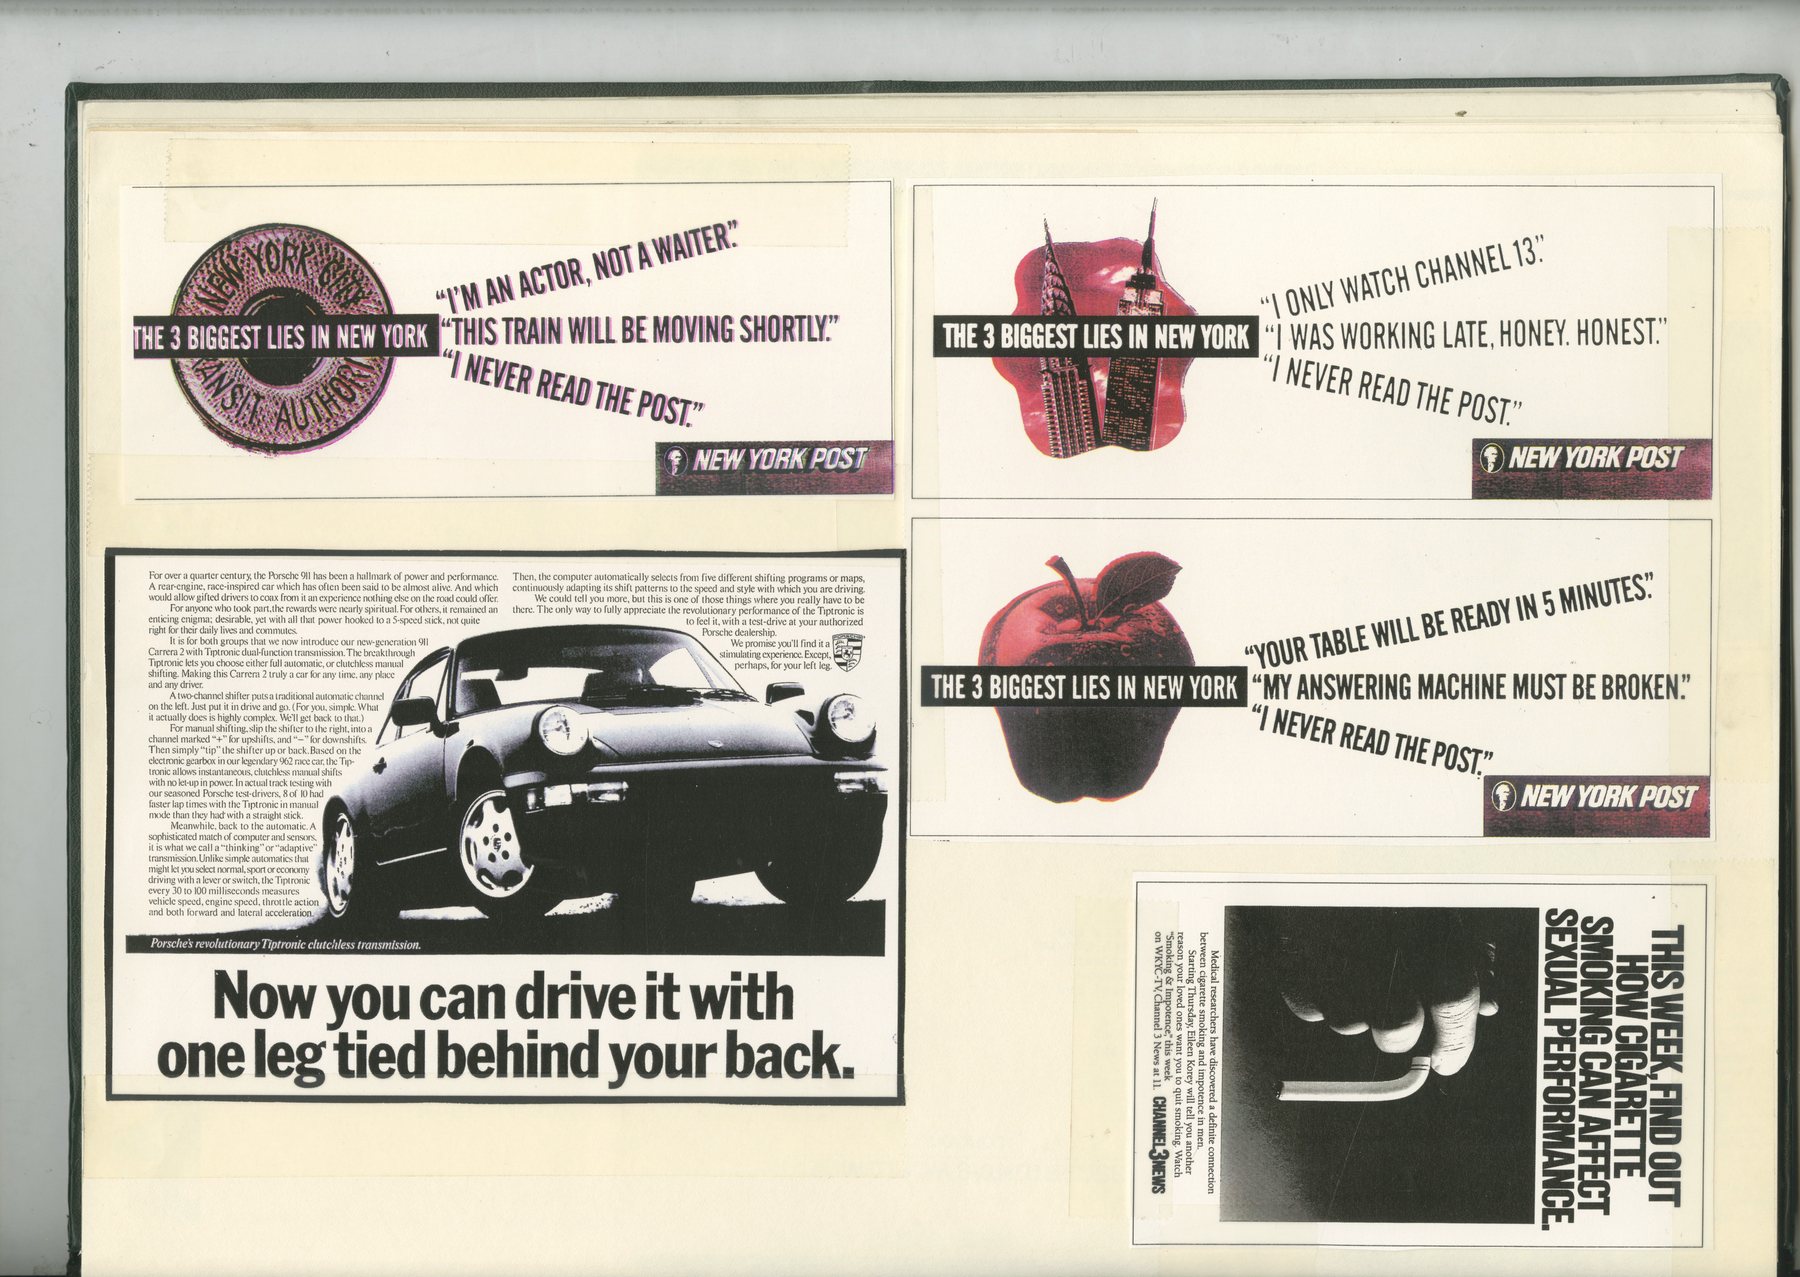 NEW YORK CITY
TRANSIT AUTHORITY
THE 3 BIGGEST LIES IN NEW YORK
“I'M AN ACTOR, NOT A WAITER.”
“THIS TRAIN WILL BE MOVING SHORTLY.”
“I NEVER READ THE POST.”
NEW YORK POST
THE 3 BIGGEST LIES IN NEW YORK
“I ONLY WATCH CHANNEL 13.”
“I WAS WORKING LATE, HONEY. HONEST.”
“I NEVER READ THE POST.”
NEW YORK POST
THE 3 BIGGEST LIES IN NEW YORK
“YOUR TABLE WILL BE READY IN 5 MINUTES.”
“MY ANSWERING MACHINE MUST BE BROKEN.”
“I NEVER READ THE POST.”
NEW YORK POST
For over a quarter century, the Porsche 911 has been a hallmark of power and performance.
A rear-engine, race-inspired car which has often been said to be almost alive. And which
would allow gifted drivers to coax from it an experience nothing else on the road could offer.
For anyone who took part, the rewards were nearly spiritual. For others, it remained an
enticing enigma; desirable, yet with all that power hooked to a 5-speed stick, not quite
right for their daily lives and commutes.
It is for both groups that we now introduce our new-generation 911
Carrera 2 with Tiptronic dual-function transmission. The breakthrough
Tiptronic lets you choose either full automatic, or clutchless manual
shifting. Making this Carrera 2 truly a car for any time, any place
and any driver.
A two-channel shifter puts a traditional automatic channel
on the left. Just put it in drive and go. (For you, simple. What
it actually does is highly complex. We'll get back to that.)
For manual shifting, slip the shifter to the right, into a
channel marked “+” for upshifts, and “–” for downshifts.
Then simply “tip” the shifter up or back. Based on the
electronic gearbox in our legendary 962 race car, the Tip-
tronic allows instantaneous, clutchless manual shifts
with no let-up in power. In actual track testing with
our seasoned Porsche test-drivers, 8 of 10 had
faster lap times with the Tiptronic in manual
mode than they had with a straight stick.
Meanwhile, back to the automatic. A
sophisticated match of computer and sensors,
it is what we call a “thinking” or “adaptive”
transmission. Unlike simple automatics that
might let you select normal, sport or economy
driving with a lever or switch, the Tiptronic
every 30 to 100 milliseconds measures
vehicle speed, engine speed, throttle action
and both forward and lateral acceleration.
Then, the computer automatically selects from five different shifting programs or maps,
continuously adapting its shift patterns to the speed and style with which you are driving.
We could tell you more, but this is one of those things where you really have to be
there. The only way to fully appreciate the revolutionary performance of the Tiptronic is
to feel it, with a test-drive at your authorized
Porsche dealership.
We promise you'll find it a
stimulating experience. Except,
perhaps, for your left leg.
Porsche's revolutionary Tiptronic clutchless transmission.
Now you can drive it with
one leg tied behind your back.
THIS WEEK, FIND OUT
HOW CIGARETTE
SMOKING CAN AFFECT
SEXUAL PERFORMANCE.
Medical researchers have discovered a definite connection
between cigarette smoking and impotence in men.
Starting Thursday, Eileen Korey will tell you another
reason your loved ones want you to quit smoking. Watch
“Smoking & Impotence,” this week
on WKYC-TV, Channel 3 News at 11.
CHANNEL 3 NEWS